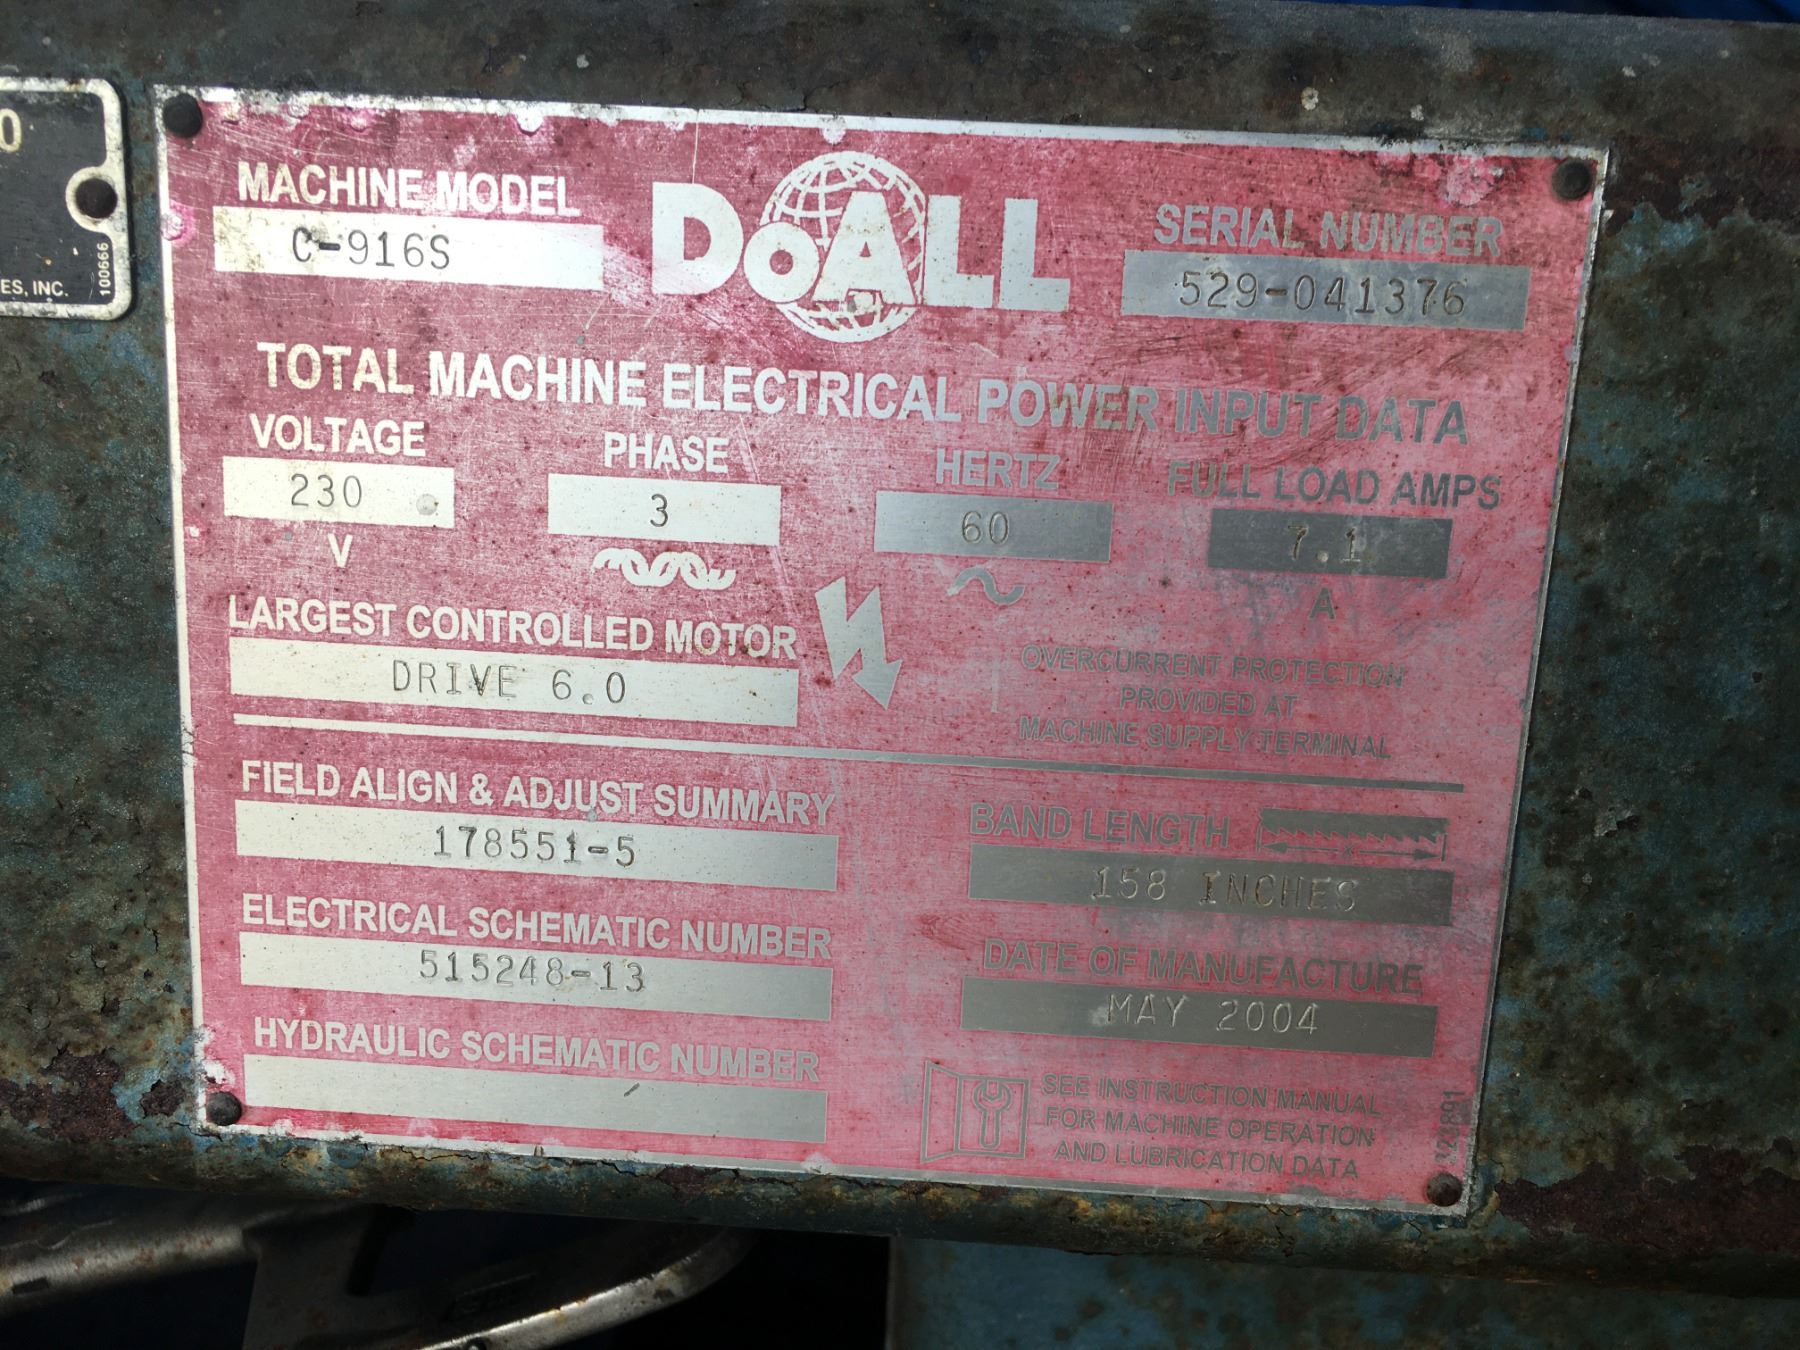 0
ES, INC.
100666
MACHINE MODEL
C-916S
DOALL
SERIAL NUMBER
529-041376
TOTAL MACHINE ELECTRICAL POWER INPUT DATA
VOLTAGE
230
V
PHASE
3
HERTZ
60
FULL LOAD AMPS
7.1
A
LARGEST CONTROLLED MOTOR
DRIVE 6.0
OVERCURRENT PROTECTION
PROVIDED AT
MACHINE SUPPLY TERMINAL
FIELD ALIGN & ADJUST SUMMARY
178551-5
BAND LENGTH
158 INCHES
ELECTRICAL SCHEMATIC NUMBER
515248-13
DATE OF MANUFACTURE
MAY 2004
HYDRAULIC SCHEMATIC NUMBER
SEE INSTRUCTION MANUAL
FOR MACHINE OPERATION
AND LUBRICATION DATA